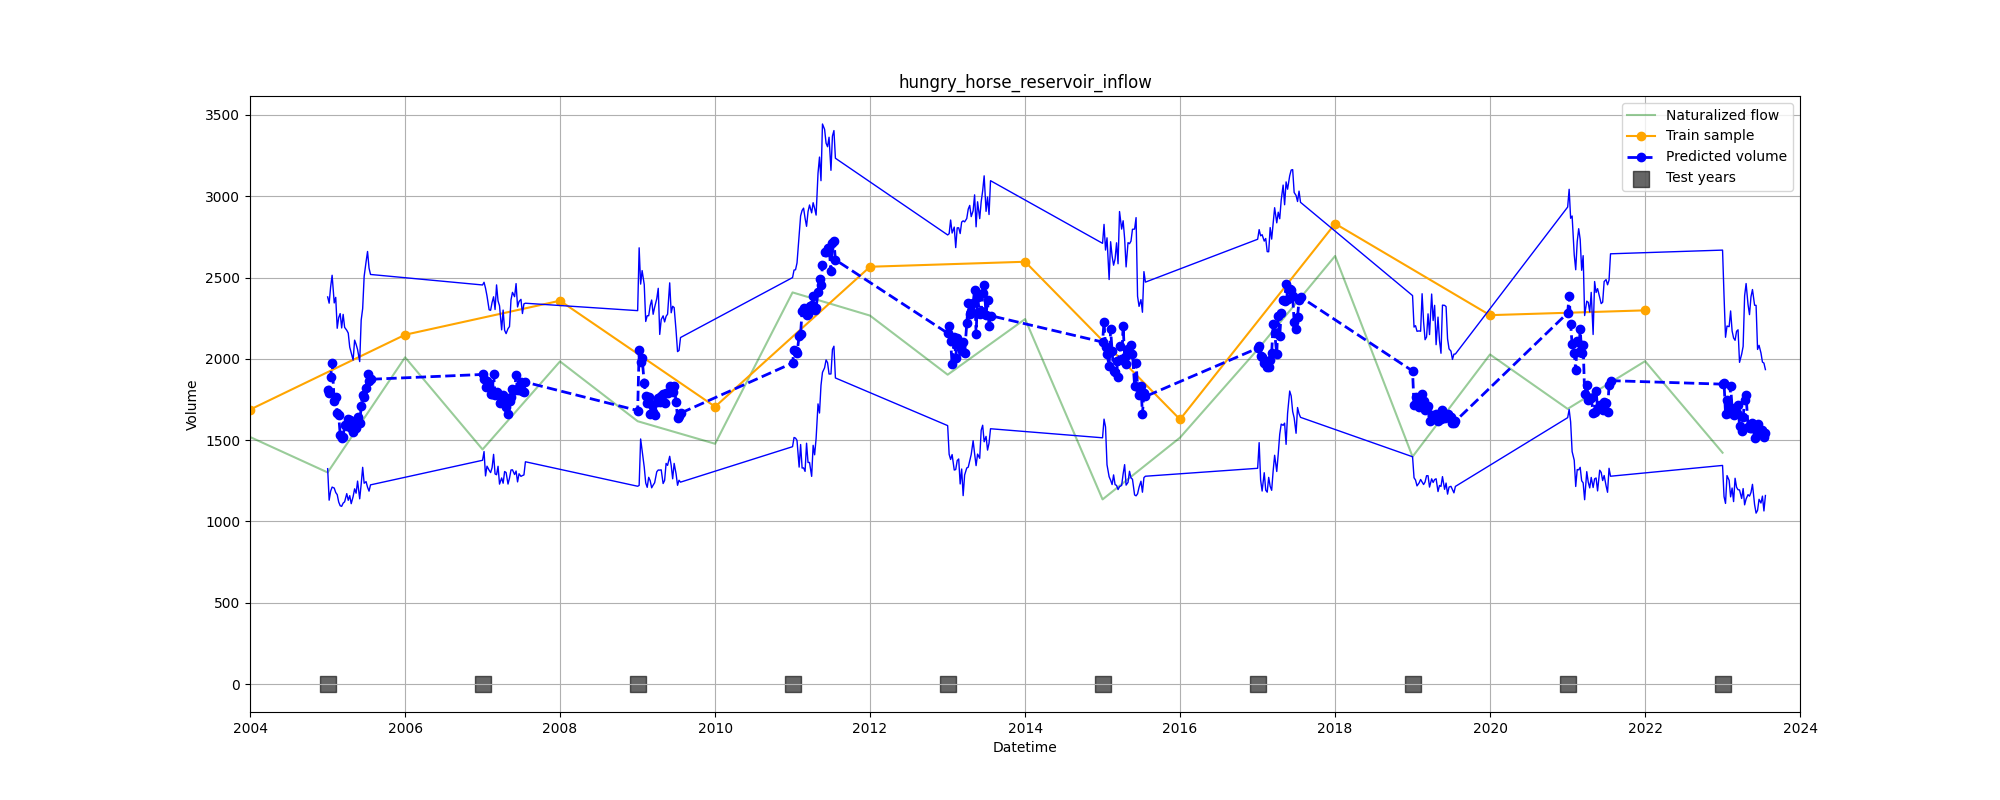 hungry_horse_reservoir_inflow
3500
3000
2500
2000
1500
1000
500
0
Volume
Naturalized flow
Train sample
Predicted volume
Test years
2004 2006 2008 2010 2012 2014 2016 2018 2020 2022 2024
Datetime